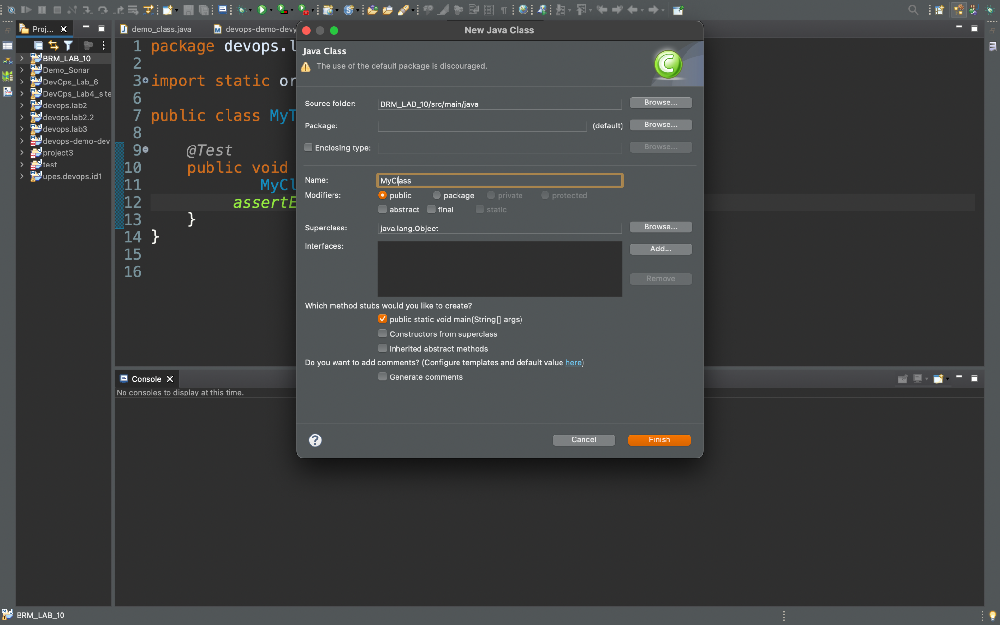 Proj...
demo_class.java
devops-demo-devy
BRM_LAB_10
Demo_Sonar
DevOps_Lab_6
DevOps_Lab4_site
devops.lab2
devops.lab2.2
devops.lab3
devops-demo-dev
project3
test
upes.devops.id1
1 package devops.l
2
3 import static or
6
7 public class MyT
8
9 @Test
10 public void
11 MyCl
12 assertE
13 }
14 }
15
16
New Java Class
Java Class
The use of the default package is discouraged.
Source folder: BRM_LAB_10/src/main/java Browse...
Package: (default) Browse...
Enclosing type: Browse...
Name: MyClass
Modifiers: public package private protected
abstract final static
Superclass: java.lang.Object Browse...
Interfaces: Add...
Remove
Which method stubs would you like to create?
public static void main(String[] args)
Constructors from superclass
Inherited abstract methods
Do you want to add comments? (Configure templates and default value here)
Generate comments
? Cancel Finish
Console
No consoles to display at this time.
BRM_LAB_10